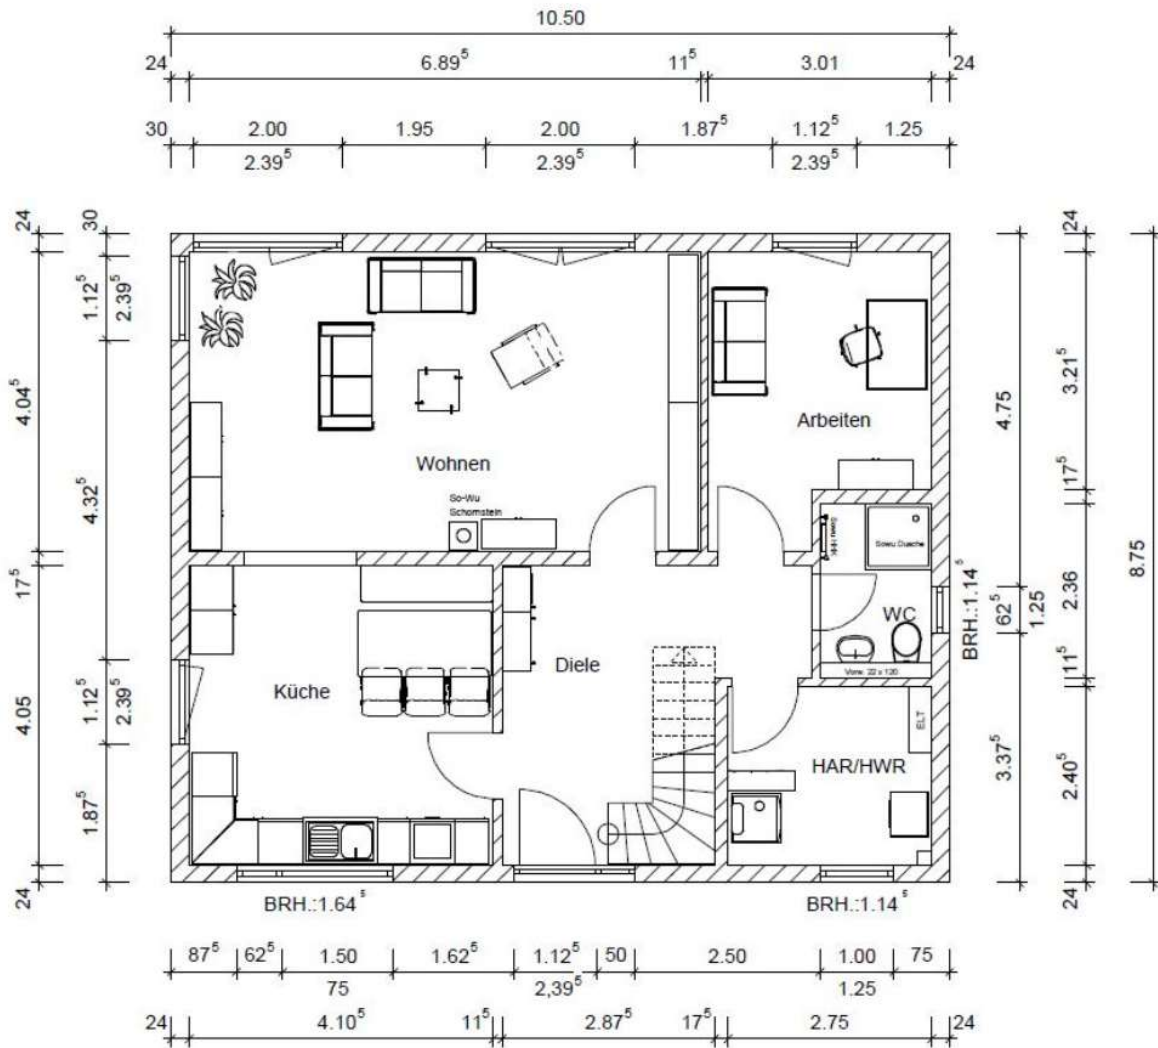 10.50
24 6.89⁵ 11⁵ 3.01 24
30 2.00 1.95 2.00 1.87⁵ 1.12⁵ 1.25
2.39⁵ 2.39⁵ 2.39⁵
24
4.04⁵
17⁵
4.05
24
30
1.12⁵
2.39⁵
4.32⁵
1.12⁵
2.39⁵
1.87⁵
Wohnen
So-Wu
Schornstein
Arbeiten
Sowu HHK
Sowu Dusche
WC
Vorw. 22 x 120
Küche
Diele
HAR/HWR
ELT
4.75
BRH.:1.14⁵
62⁵
1.25
3.37⁵
24
3.21⁵
17⁵
2.36
11⁵
2.40⁵
24
8.75
BRH.:1.64⁵ BRH.:1.14⁵
87⁵ 62⁵ 1.50 1.62⁵ 1.12⁵ 50 2.50 1.00 75
75 2,39⁵ 1.25
24 4.10⁵ 11⁵ 2.87⁵ 17⁵ 2.75 24